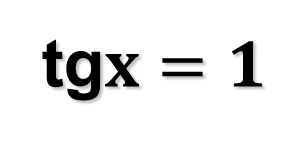 tgx = 1